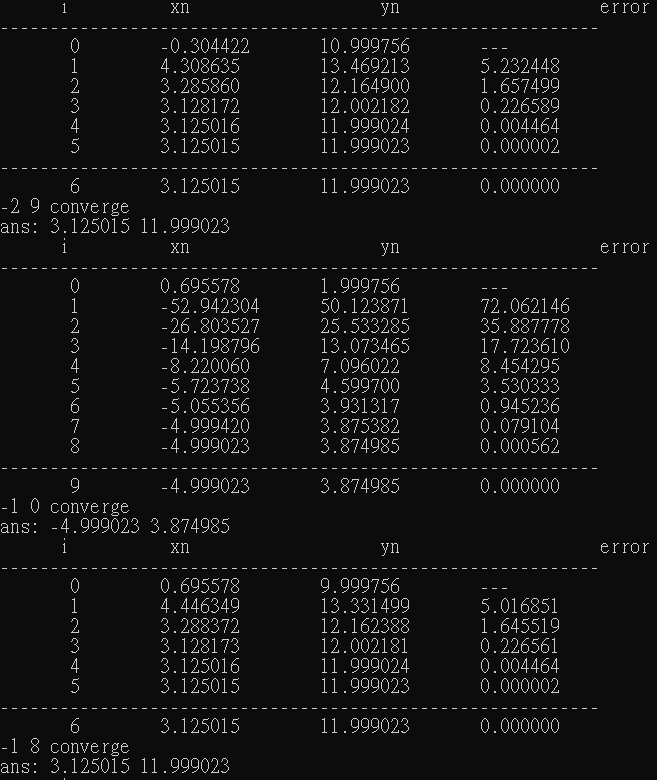 i xn yn error
------------------------------------------------------------
0 -0.304422 10.999756 ---
1 4.308635 13.469213 5.232448
2 3.285860 12.164900 1.657499
3 3.128172 12.002182 0.226589
4 3.125016 11.999024 0.004464
5 3.125015 11.999023 0.000002
------------------------------------------------------------
6 3.125015 11.999023 0.000000
-2 9 converge
ans: 3.125015 11.999023
i xn yn error
------------------------------------------------------------
0 0.695578 1.999756 ---
1 -52.942304 50.123871 72.062146
2 -26.803527 25.533285 35.887778
3 -14.198796 13.073465 17.723610
4 -8.220060 7.096022 8.454295
5 -5.723738 4.599700 3.530333
6 -5.055356 3.931317 0.945236
7 -4.999420 3.875382 0.079104
8 -4.999023 3.874985 0.000562
------------------------------------------------------------
9 -4.999023 3.874985 0.000000
-1 0 converge
ans: -4.999023 3.874985
i xn yn error
------------------------------------------------------------
0 0.695578 9.999756 ---
1 4.446349 13.331499 5.016851
2 3.288372 12.162388 1.645519
3 3.128173 12.002181 0.226561
4 3.125016 11.999024 0.004464
5 3.125015 11.999023 0.000002
------------------------------------------------------------
6 3.125015 11.999023 0.000000
-1 8 converge
ans: 3.125015 11.999023